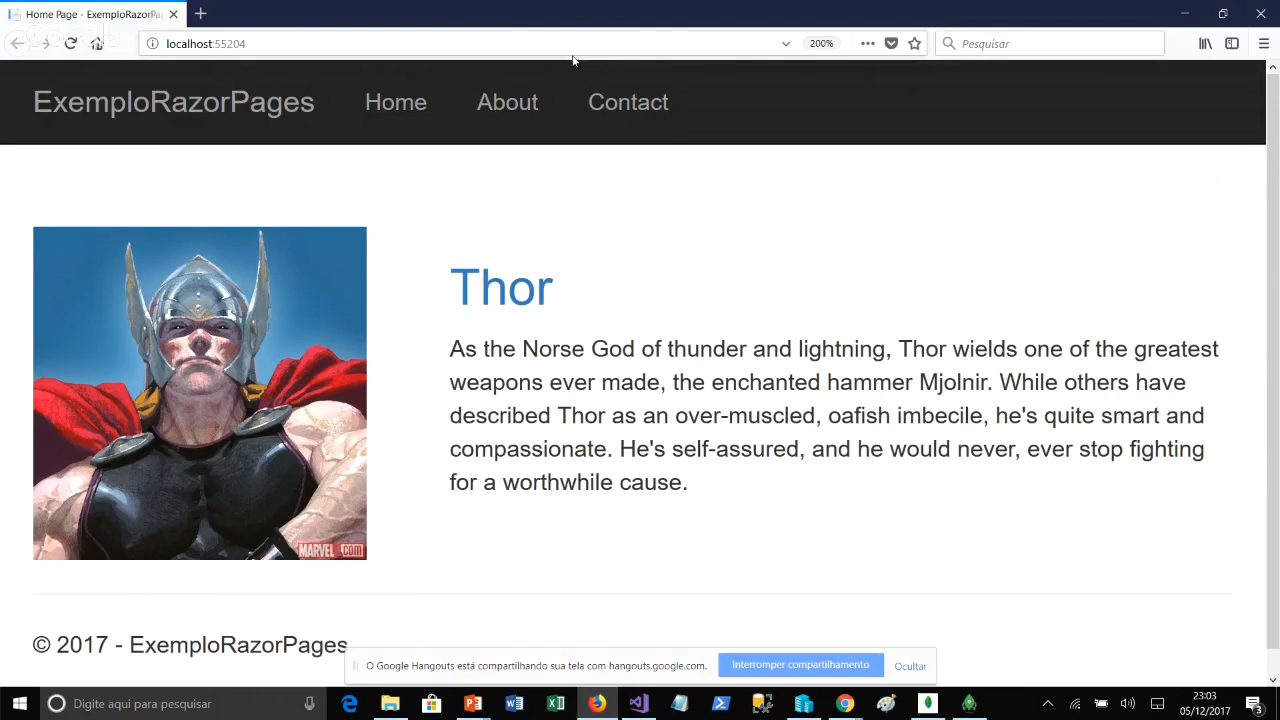 Home Page - ExemploRazorPa
localhost:55204
200%
Pesquisar
ExemploRazorPages
Home
About
Contact
Thor
As the Norse God of thunder and lightning, Thor wields one of the greatest
weapons ever made, the enchanted hammer Mjolnir. While others have
described Thor as an over-muscled, oafish imbecile, he's quite smart and
compassionate. He's self-assured, and he would never, ever stop fighting
for a worthwhile cause.
MARVEL.com
© 2017 - ExemploRazorPages
O Google Hangouts está compartilhando sua tela com hangouts.google.com.
Interromper compartilhamento
Ocultar
Digite aqui para pesquisar
23:03
05/12/2017
3